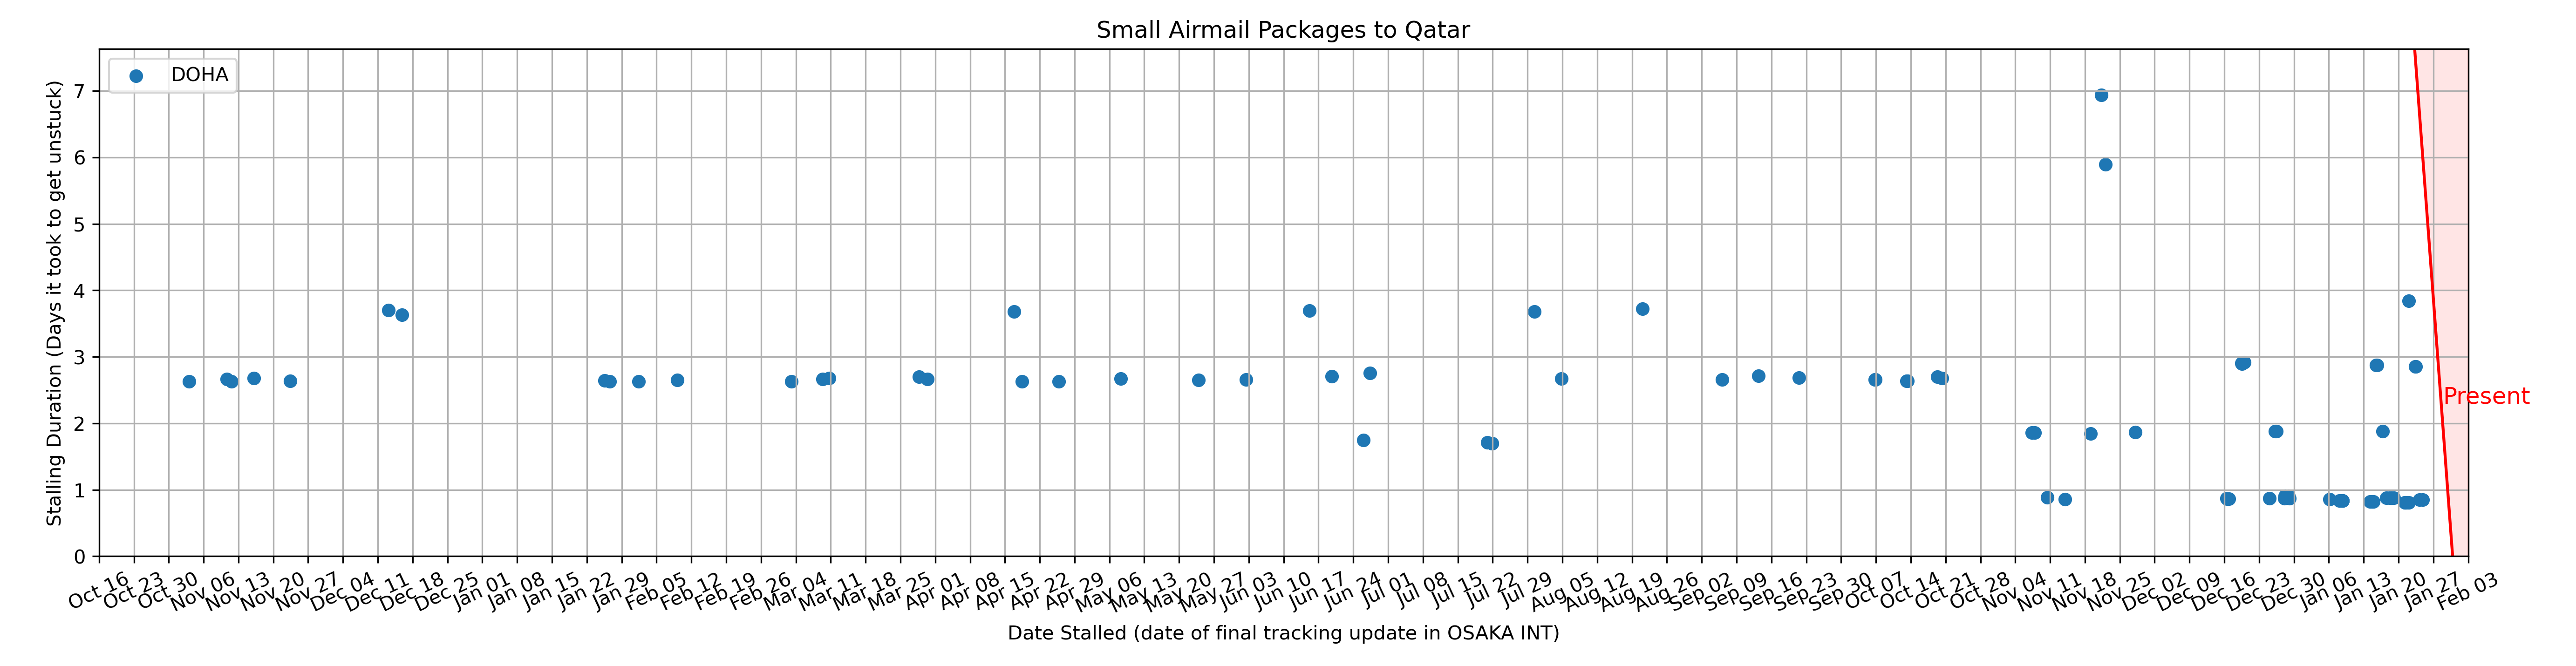 Small Airmail Packages to Qatar
DOHA
Stalling Duration (Days it took to get unstuck)
7
6
5
4
3
2
1
0
Present
Oct 16
Oct 23
Oct 30
Nov 06
Nov 13
Nov 20
Nov 27
Dec 04
Dec 11
Dec 18
Dec 25
Jan 01
Jan 08
Jan 15
Jan 22
Jan 29
Feb 05
Feb 12
Feb 19
Feb 26
Mar 04
Mar 11
Mar 18
Mar 25
Apr 01
Apr 08
Apr 15
Apr 22
Apr 29
May 06
May 13
May 20
May 27
Jun 03
Jun 10
Jun 17
Jun 24
Jul 01
Jul 08
Jul 15
Jul 22
Jul 29
Aug 05
Aug 12
Aug 19
Aug 26
Sep 02
Sep 09
Sep 16
Sep 23
Sep 30
Oct 07
Oct 14
Oct 21
Oct 28
Nov 04
Nov 11
Nov 18
Nov 25
Dec 02
Dec 09
Dec 16
Dec 23
Dec 30
Jan 06
Jan 13
Jan 20
Jan 27
Feb 03
Date Stalled (date of final tracking update in OSAKA INT)